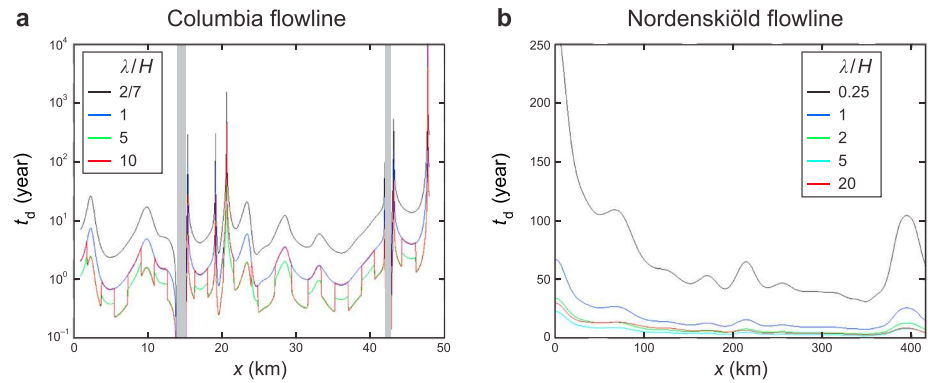 a Columbia flowline
10⁴
10³
10²
10¹
10⁰
10⁻¹
t_d (year)
λ/H
2/7
1
5
10
0 10 20 30 40 50
x (km)
b Nordenskiöld flowline
250
200
150
100
50
0
t_d (year)
λ/H
0.25
1
2
5
20
0 100 200 300 400
x (km)